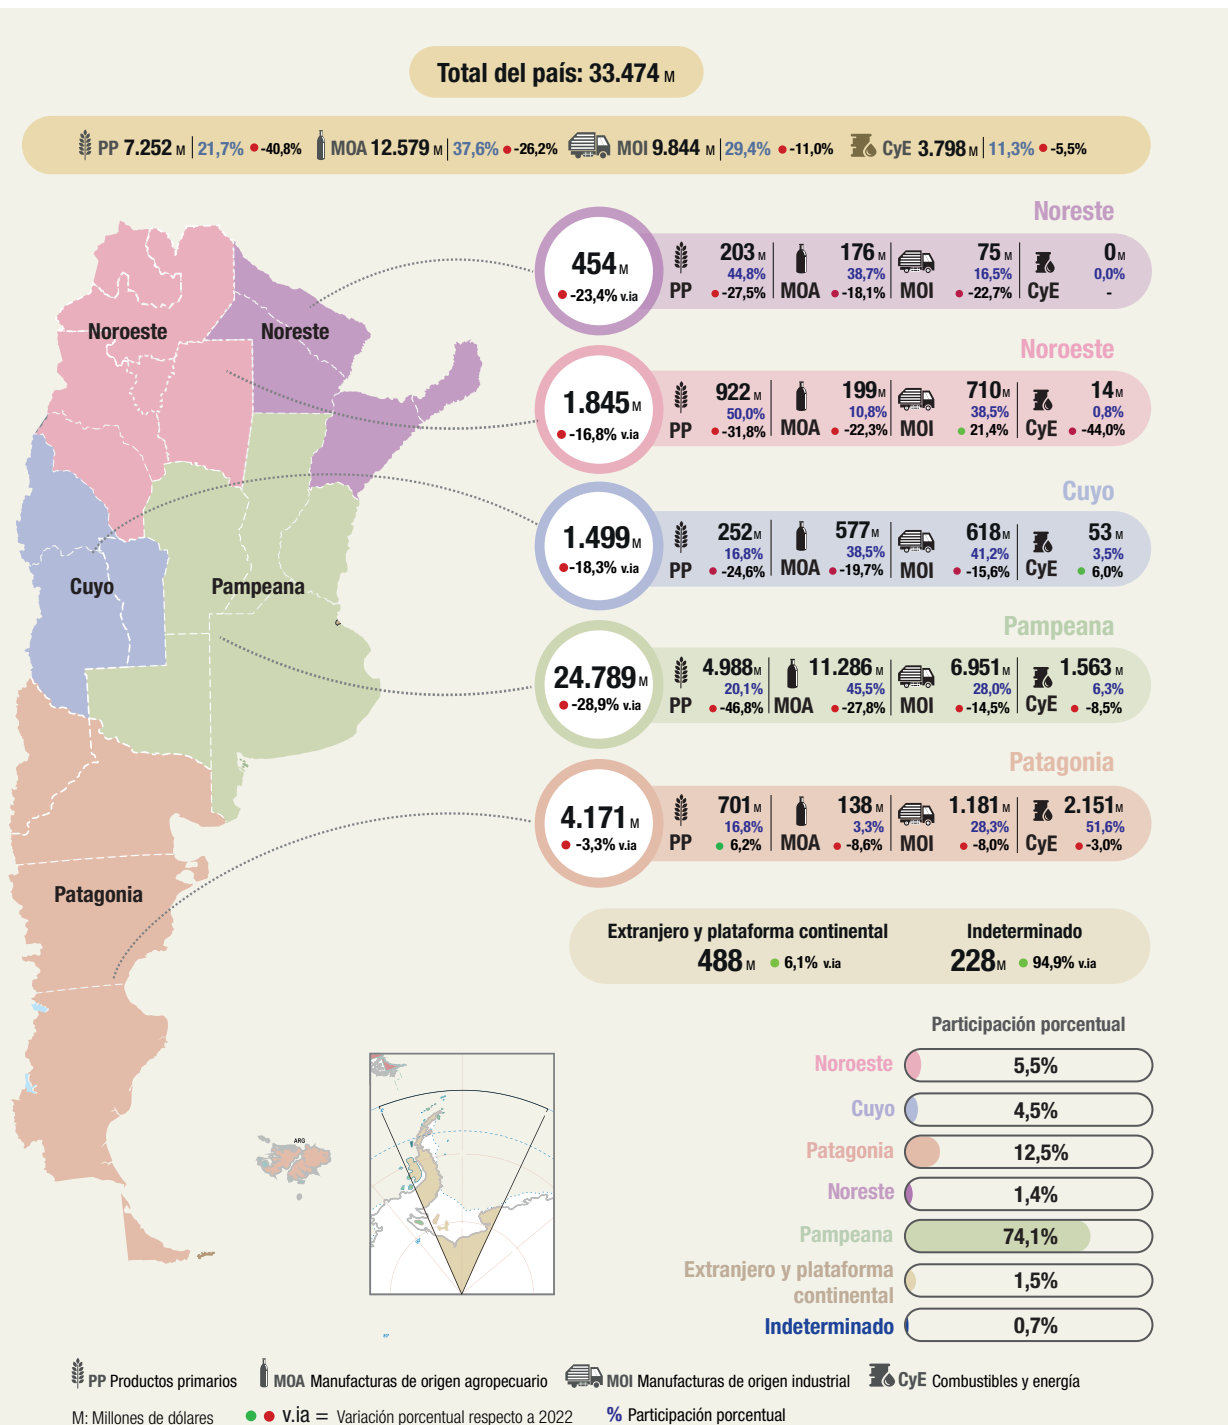 Total del país: 33.474 M
PP 7.252 M 21,7% -40,8% MOA 12.579 M 37,6% -26,2% MOI 9.844 M 29,4% -11,0% CyE 3.798 M 11,3% -5,5%
Noreste
454 M
-23,4% v.ia
PP 203 M 44,8% -27,5%
MOA 176 M 38,7% -18,1%
MOI 75 M 16,5% -22,7%
CyE 0 M 0,0% -
Noroeste
1.845 M
-16,8% v.ia
PP 922 M 50,0% -31,8%
MOA 199 M 10,8% -22,3%
MOI 710 M 38,5% 21,4%
CyE 14 M 0,8% -44,0%
Cuyo
1.499 M
-18,3% v.ia
PP 252 M 16,8% -24,6%
MOA 577 M 38,5% -19,7%
MOI 618 M 41,2% -15,6%
CyE 53 M 3,5% 6,0%
Pampeana
24.789 M
-28,9% v.ia
PP 4.988 M 20,1% -46,8%
MOA 11.286 M 45,5% -27,8%
MOI 6.951 M 28,0% -14,5%
CyE 1.563 M 6,3% -8,5%
Patagonia
4.171 M
-3,3% v.ia
PP 701 M 16,8% 6,2%
MOA 138 M 3,3% -8,6%
MOI 1.181 M 28,3% -8,0%
CyE 2.151 M 51,6% -3,0%
Noroeste
Noreste
Cuyo
Pampeana
Patagonia
ARG
Extranjero y plataforma continental
488 M 6,1% v.ia
Indeterminado
228 M 94,9% v.ia
Participación porcentual
Noroeste 5,5%
Cuyo 4,5%
Patagonia 12,5%
Noreste 1,4%
Pampeana 74,1%
Extranjero y plataforma
continental 1,5%
Indeterminado 0,7%
PP Productos primarios MOA Manufacturas de origen agropecuario MOI Manufacturas de origen industrial CyE Combustibles y energía
M: Millones de dólares v.ia = Variación porcentual respecto a 2022 % Participación porcentual